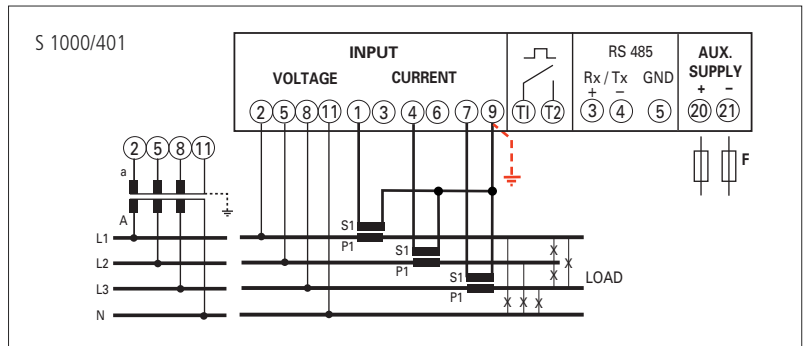 S 1000/401
INPUT
VOLTAGE CURRENT
RS 485
Rx / Tx GND
+ –
AUX.
SUPPLY
+ –
2 5 8 11 1 3 4 6 7 9 T1 T2 3 4 5 20 21
F
2 5 8 11
a
A
S1
P1
S1
P1
S1
P1
L1
L2
L3
N
X X X X X X
LOAD